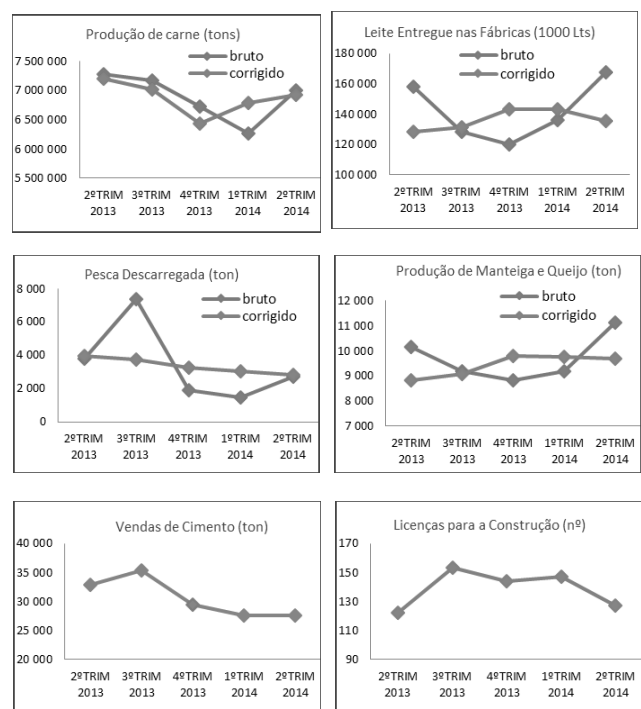 Produção de carne (tons)
bruto
corrigido
7 500 000
7 000 000
6 500 000
6 000 000
5 500 000
2ºTRIM 3ºTRIM 4ºTRIM 1ºTRIM 2ºTRIM
2013 2013 2013 2014 2014
Leite Entregue nas Fábricas (1000 Lts)
bruto
corrigido
180 000
160 000
140 000
120 000
100 000
2ºTRIM 3ºTRIM 4ºTRIM 1ºTRIM 2ºTRIM
2013 2013 2013 2014 2014
Pesca Descarregada (ton)
bruto
corrigido
8 000
6 000
4 000
2 000
0
2ºTRIM 3ºTRIM 4ºTRIM 1ºTRIM 2ºTRIM
2013 2013 2013 2014 2014
Produção de Manteiga e Queijo (ton)
bruto
corrigido
12 000
11 000
10 000
9 000
8 000
7 000
2ºTRIM 3ºTRIM 4ºTRIM 1ºTRIM 2ºTRIM
2013 2013 2013 2014 2014
Vendas de Cimento (ton)
40 000
35 000
30 000
25 000
20 000
2ºTRIM 3ºTRIM 4ºTRIM 1ºTRIM 2ºTRIM
2013 2013 2013 2014 2014
Licenças para a Construção (nº)
170
150
130
110
90
2ºTRIM 3ºTRIM 4ºTRIM 1ºTRIM 2ºTRIM
2013 2013 2013 2014 2014